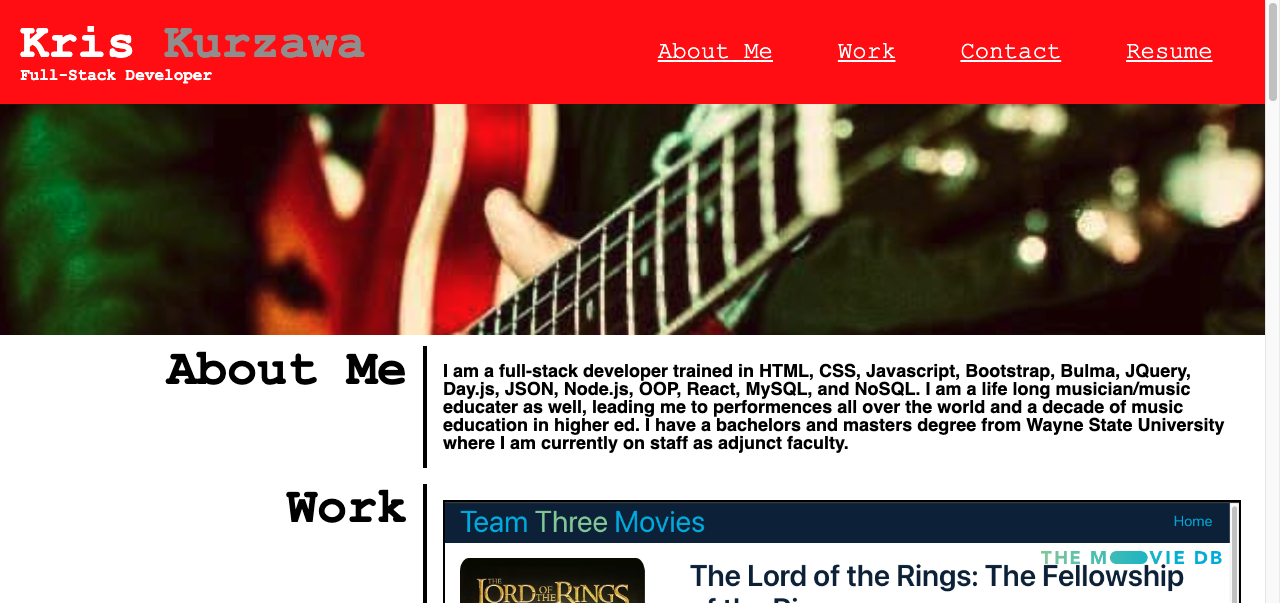 Kris Kurzawa
Full-Stack Developer
About Me Work Contact Resume
About Me
I am a full-stack developer trained in HTML, CSS, Javascript, Bootstrap, Bulma, JQuery,
Day.js, JSON, Node.js, OOP, React, MySQL, and NoSQL. I am a life long musician/music
educater as well, leading me to performences all over the world and a decade of music
education in higher ed. I have a bachelors and masters degree from Wayne State University
where I am currently on staff as adjunct faculty.
Work
Team Three Movies
Home
THE MOVIE DB
THE LORD OF THE RINGS
The Lord of the Rings: The Fellowship